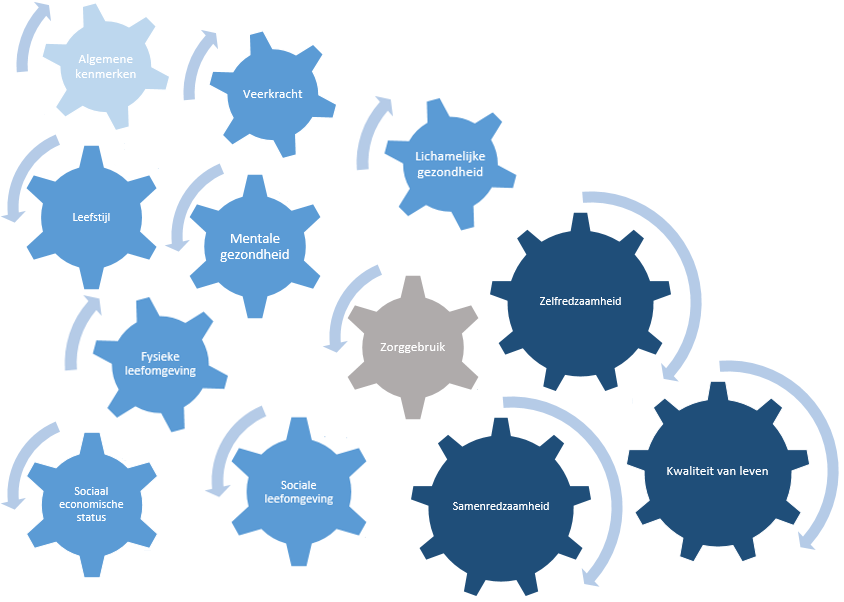 Algemene
kenmerken
Veerkracht
Lichamelijke
gezondheid
Leefstijl
Mentale
gezondheid
Zelfredzaamheid
Zorggebruik
Fysieke
leefomgeving
Kwaliteit van leven
Sociaal
economische
status
Sociale
leefomgeving
Samenredzaamheid